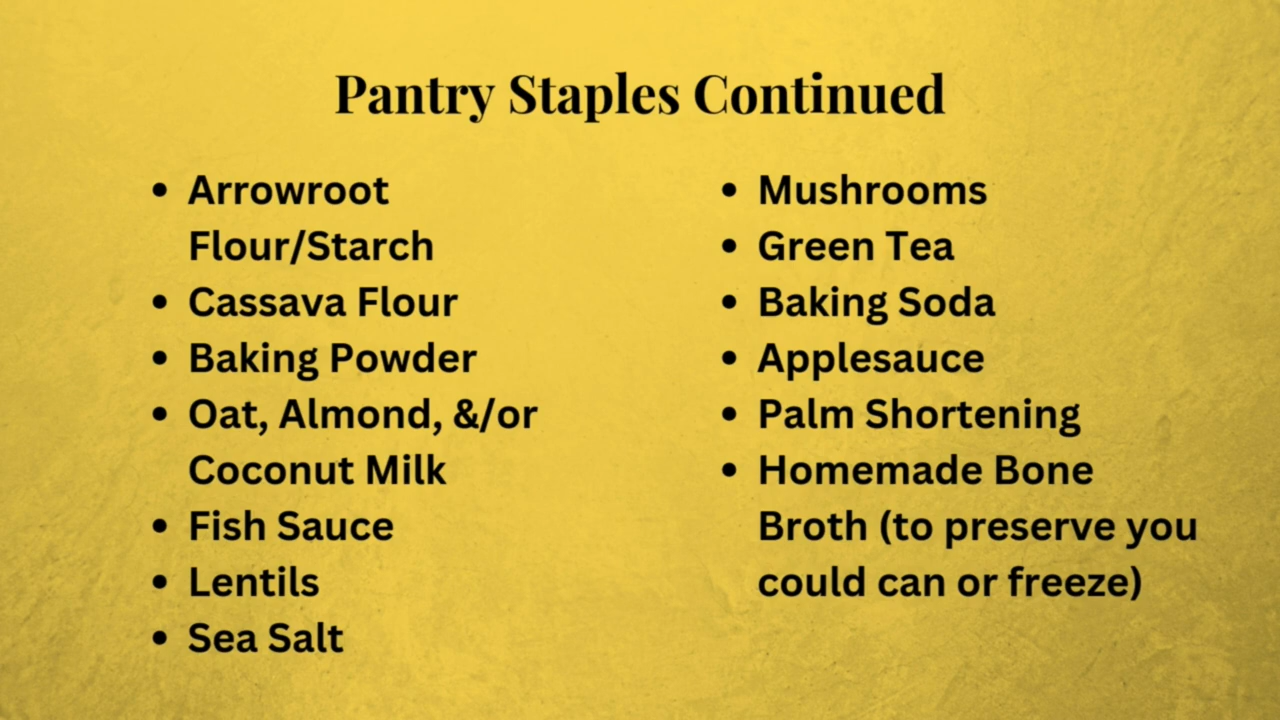 Pantry Staples Continued
• Arrowroot
Flour/Starch
• Cassava Flour
• Baking Powder
• Oat, Almond, &/or
Coconut Milk
• Fish Sauce
• Lentils
• Sea Salt
• Mushrooms
• Green Tea
• Baking Soda
• Applesauce
• Palm Shortening
• Homemade Bone
Broth (to preserve you
could can or freeze)